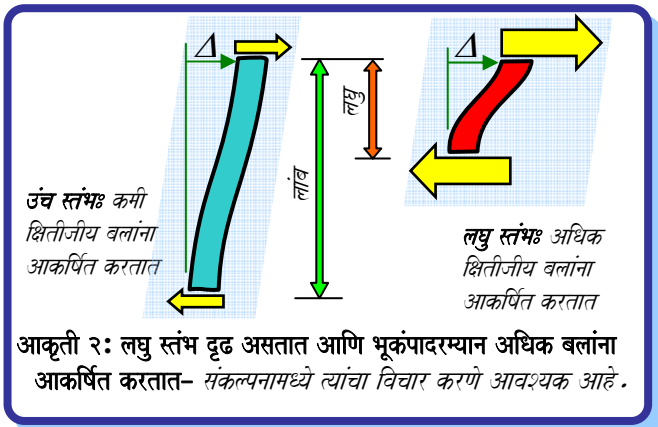 Δ
Δ
लघु
लांब
उंच स्तंभः कमी
क्षितीजीय बलांना
आकर्षित करतात
लघु स्तंभः अधिक
क्षितीजीय बलांना
आकर्षित करतात
आकृती २: लघु स्तंभ दृढ असतात आणि भूकंपादरम्यान अधिक बलांना
आकर्षित करतात– संकल्पनामध्ये त्यांचा विचार करणे आवश्यक आहे.